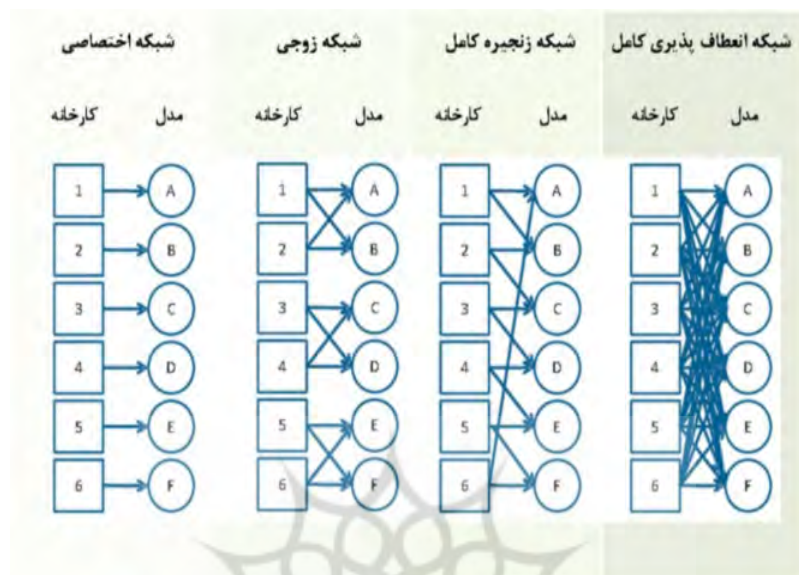 شبکه انعطاف پذیری کامل شبکه زنجیره کامل شبکه زوجی شبکه اختصاصی
مدل کارخانه مدل کارخانه مدل کارخانه مدل کارخانه
1 A 1 A 1 A 1 A
2 B 2 B 2 B 2 B
3 C 3 C 3 C 3 C
4 D 4 D 4 D 4 D
5 E 5 E 5 E 5 E
6 F 6 F 6 F 6 F